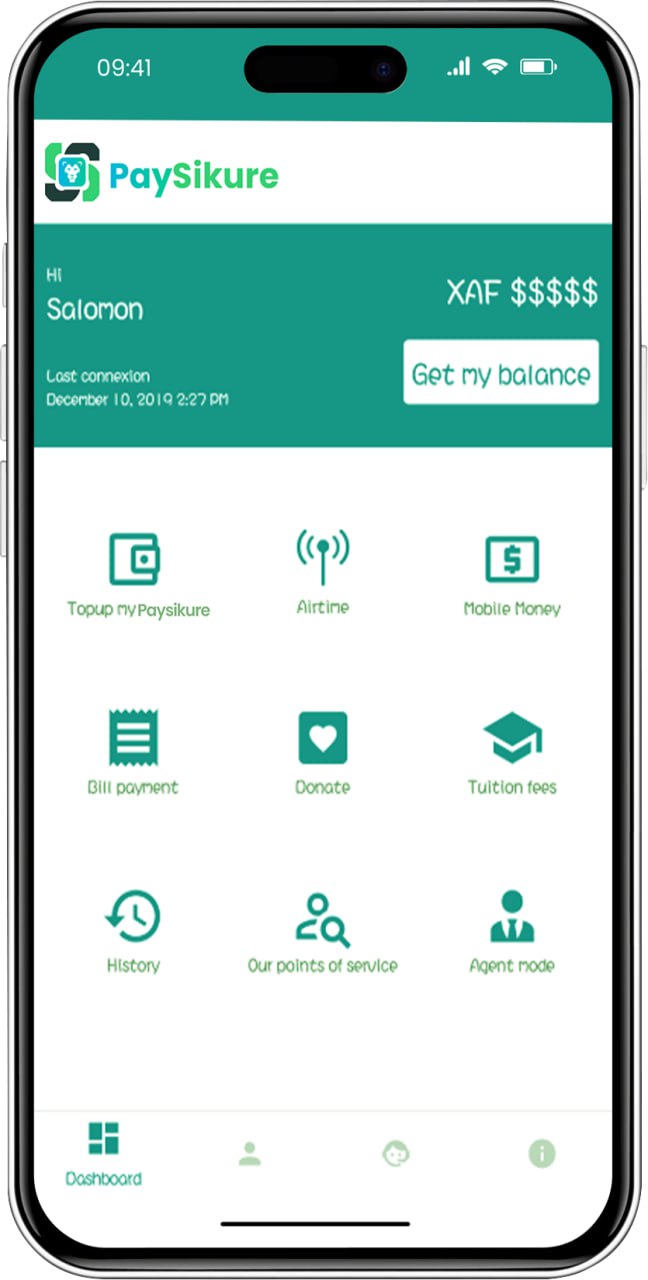 09:41
PaySikure
Hi
Salomon
XAF $$$$$
Get my balance
Last connexion
December 10, 2019 2:27 PM
Topup my Paysikure
Airtime
Mobile Money
Bill payment
Donate
Tuition fees
History
Our points of service
Agent mode
Dashboard